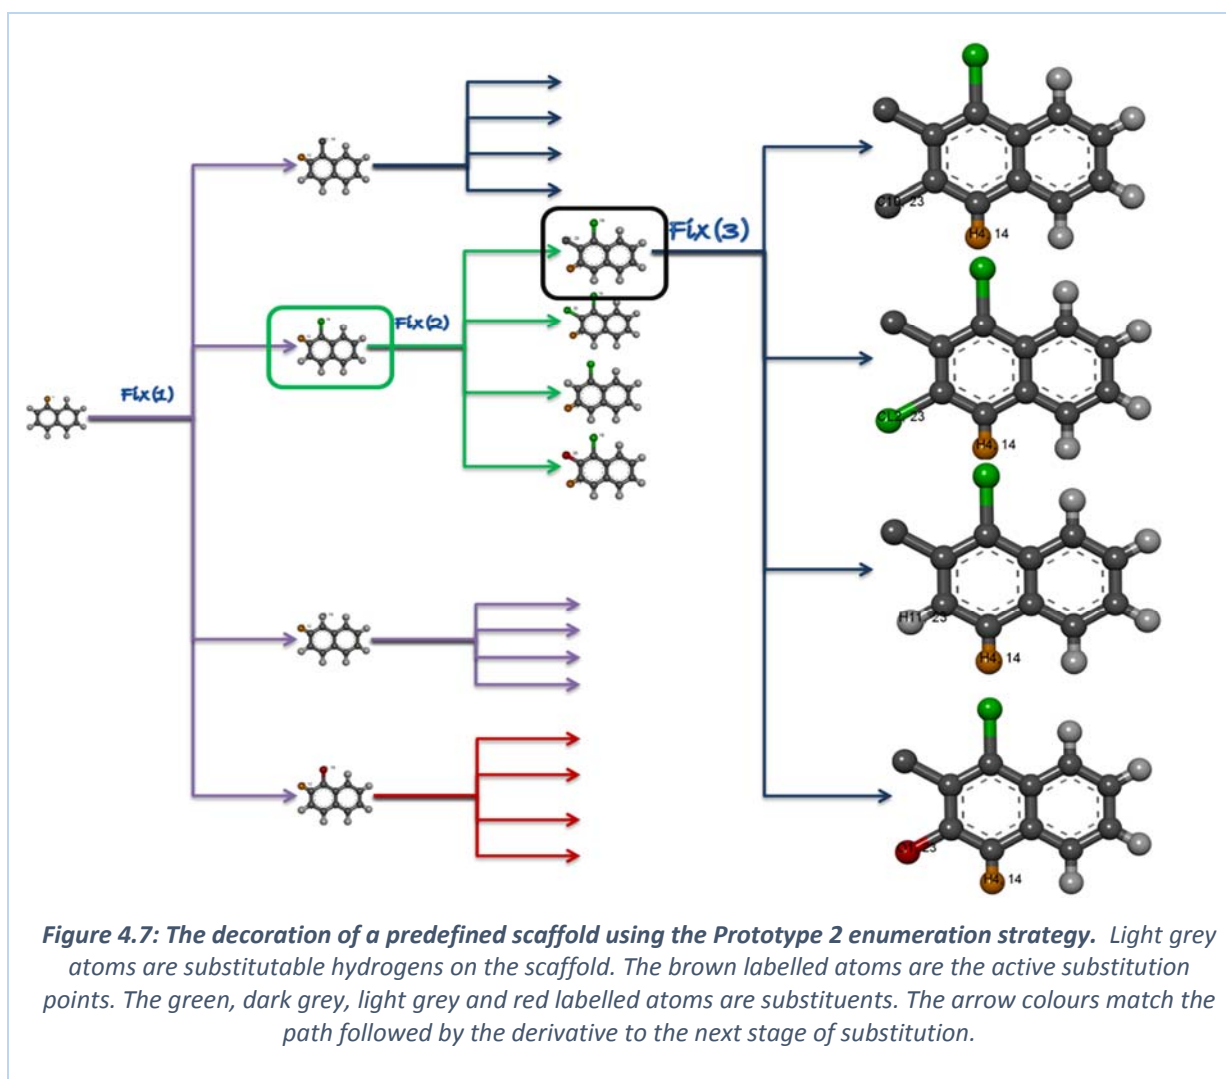 Fix(3)
Fix(2)
Fix(1)
C10, 23
H4, 14
CL9, 23
H4, 14
H11, 23
H4, 14
23
H4, 14
Figure 4.7: The decoration of a predefined scaffold using the Prototype 2 enumeration strategy. Light grey
atoms are substitutable hydrogens on the scaffold. The brown labelled atoms are the active substitution
points. The green, dark grey, light grey and red labelled atoms are substituents. The arrow colours match the
path followed by the derivative to the next stage of substitution.